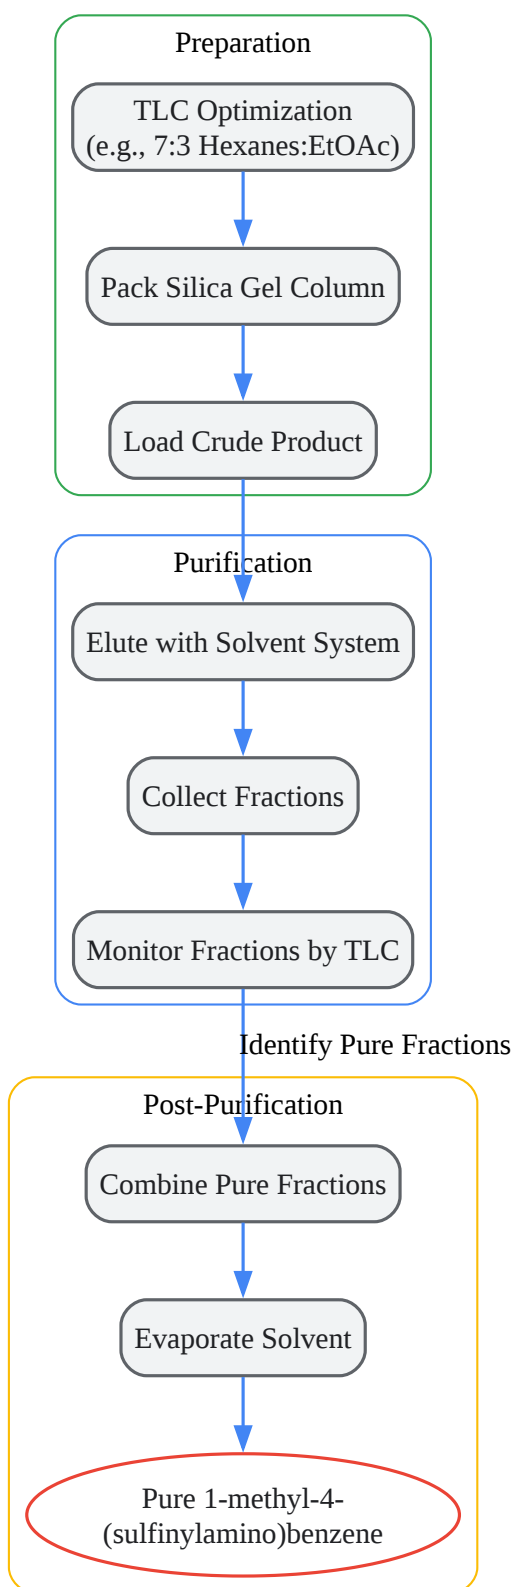 Preparation
TLC Optimization
(e.g., 7:3 Hexanes:EtOAc)
Pack Silica Gel Column
Load Crude Product
Purification
Elute with Solvent System
Collect Fractions
Monitor Fractions by TLC
Identify Pure Fractions
Post-Purification
Combine Pure Fractions
Evaporate Solvent
Pure 1-methyl-4-
(sulfinylamino)benzene